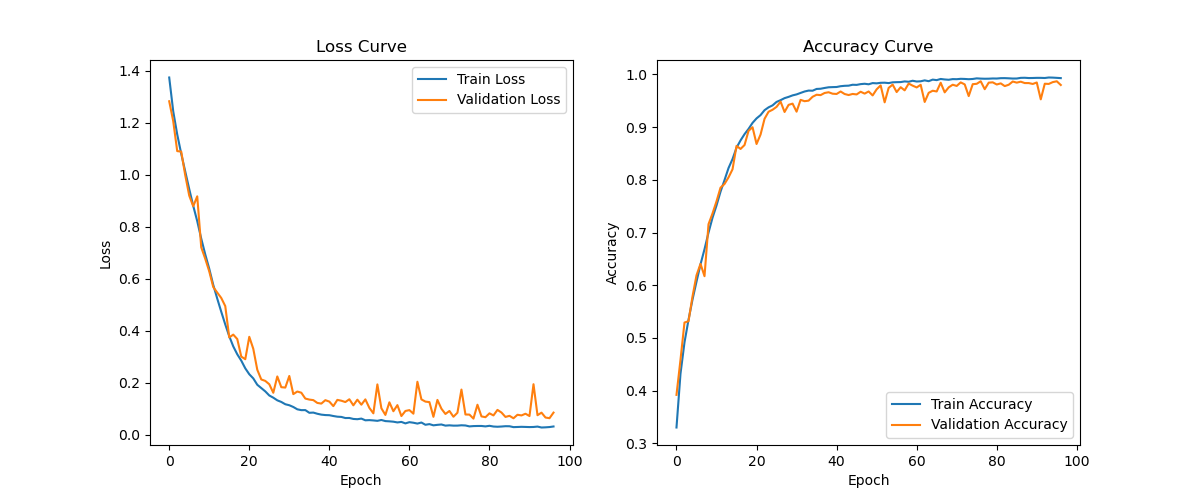 Loss Curve
Train Loss
Validation Loss
1.4
1.2
1.0
0.8
0.6
0.4
0.2
0.0
Loss
0
20
40
60
80
100
Epoch
Accuracy Curve
Train Accuracy
Validation Accuracy
1.0
0.9
0.8
0.7
0.6
0.5
0.4
0.3
Accuracy
0
20
40
60
80
100
Epoch